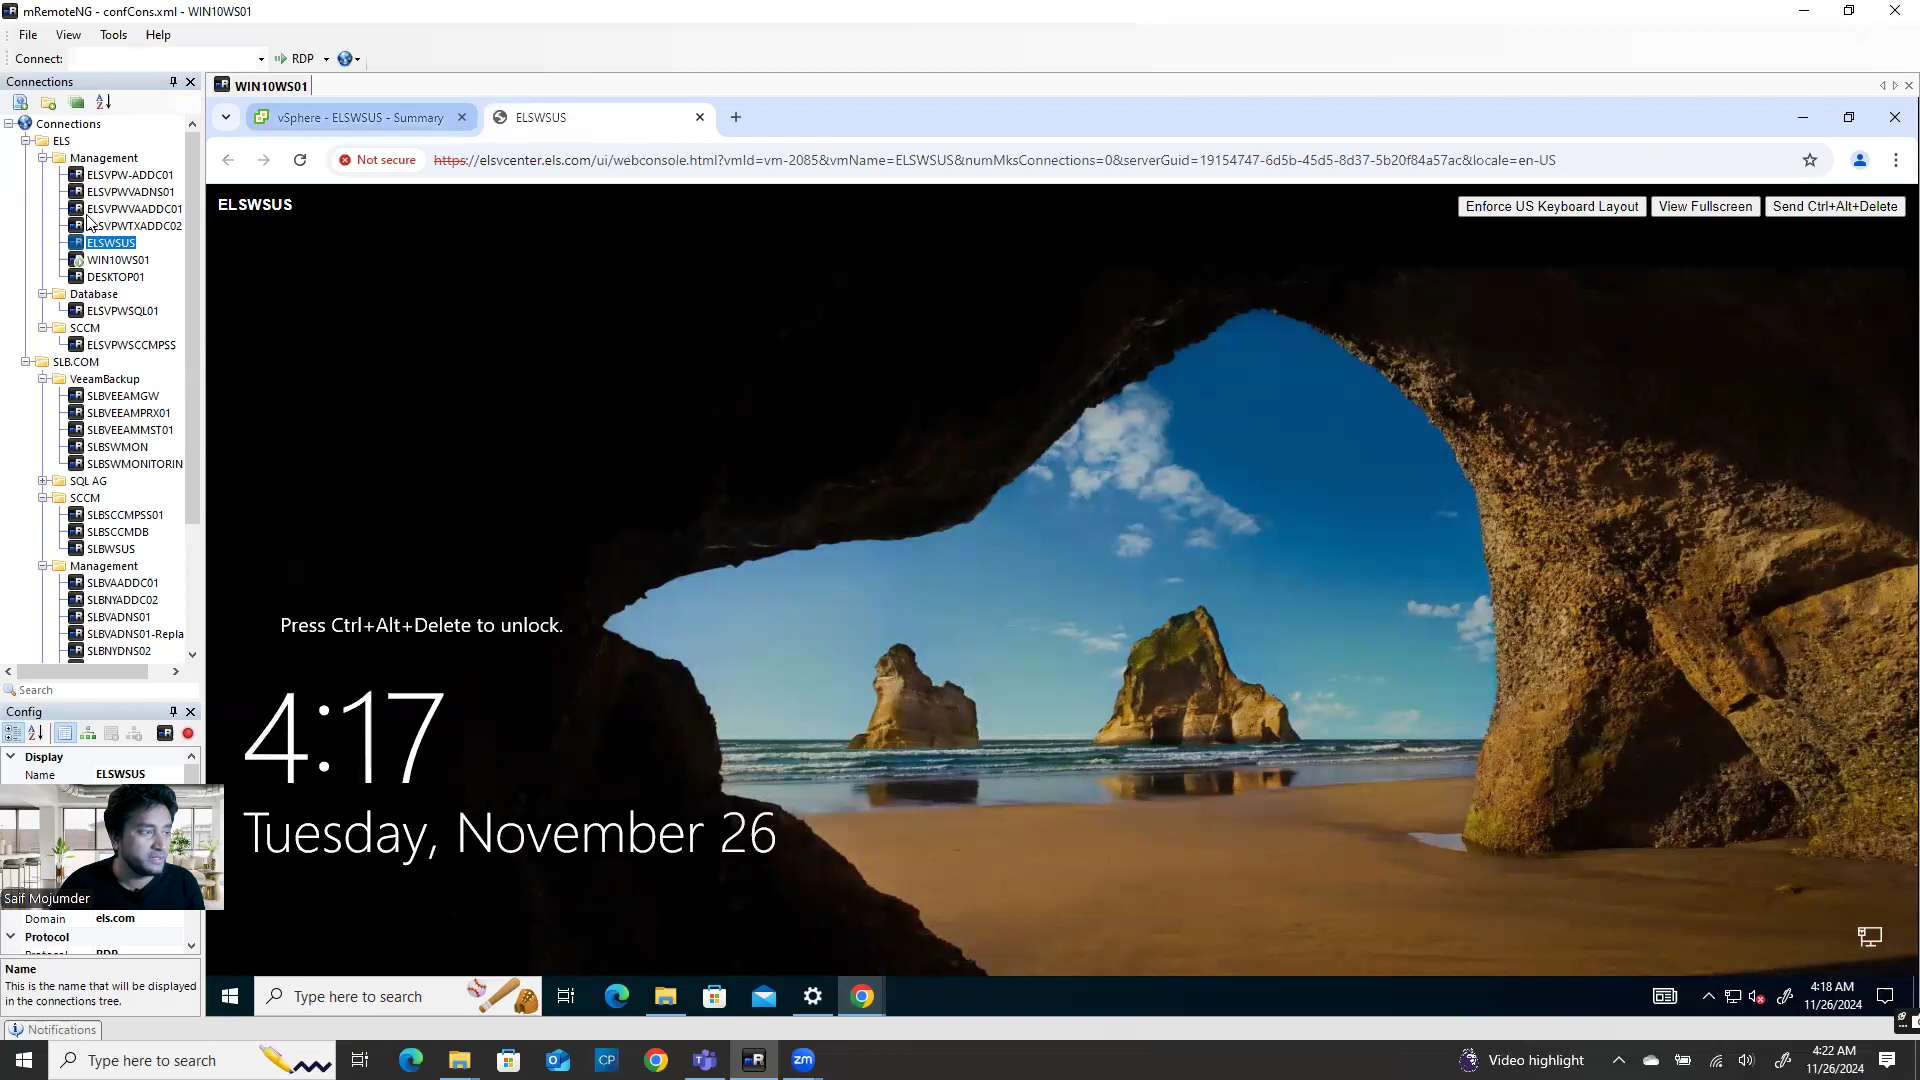 mRemoteNG - confCons.xml - WIN10WS01
File View Tools Help
Connect: RDP
Connections
WIN10WS01
vSphere - ELSWSUS - Summary
ELSWSUS
Not secure
https://elsvcenter.els.com/ui/webconsole.html?vmId=vm-2085&vmName=ELSWSUS&numMksConnections=0&serverGuid=19154747-6d5b-45d5-8d37-5b20f84a57ac&locale=en-US
ELSWSUS
Enforce US Keyboard Layout
View Fullscreen
Send Ctrl+Alt+Delete
Connections
ELS
Management
ELSVPW-ADDC01
ELSVPWVADNS01
ELSVPWVAADDC01
SVPWTXADDC02
ELSWSUS
WIN10WS01
DESKTOP01
Database
ELSVPWSQL01
SCCM
ELSVPWSCCMPSS
SLB.COM
VeeamBackup
SLBVEEAMGW
SLBVEEAMPRX01
SLBVEEAMMST01
SLBSWMON
SLBSWMONITORIN
SQL AG
SCCM
SLBSCCMPSS01
SLBSCCMDB
SLBWSUS
Management
SLBVAADDC01
SLBNYADDC02
SLBVADNS01
SLBVADNS01-Repla
SLBNYDNS02
Search
Config
Display
Name ELSWSUS
Saif Mojumder
Domain els.com
Protocol
Name
This is the name that will be displayed
in the connections tree.
Notifications
Press Ctrl+Alt+Delete to unlock.
4:17
Tuesday, November 26
Type here to search
4:18 AM
11/26/2024
Type here to search
CP
zm
Video highlight
4:22 AM
11/26/2024